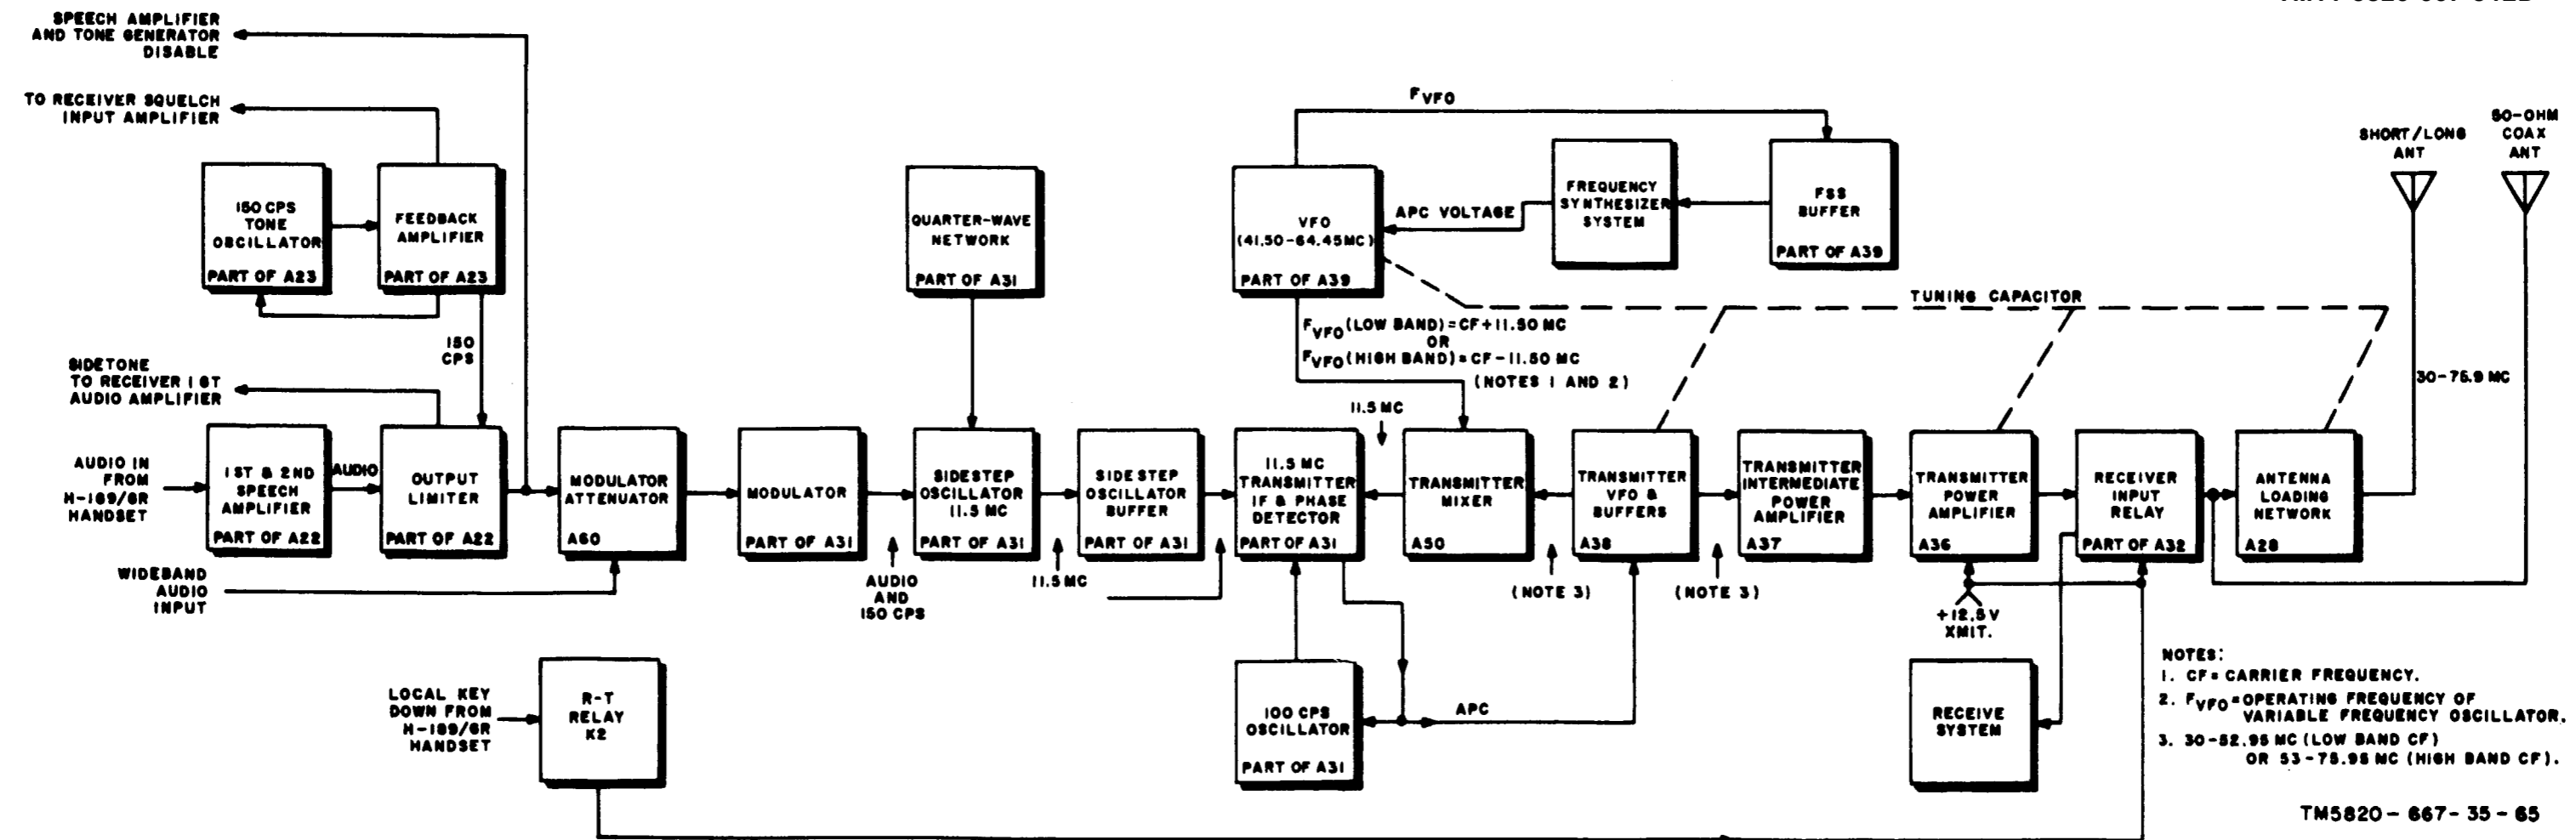 SPEECH AMPLIFIER
AND TONE GENERATOR
DISABLE
TO RECEIVER SQUELCH
INPUT AMPLIFIER
150 CPS
TONE
OSCILLATOR
PART OF A23
FEEDBACK
AMPLIFIER
PART OF A23
150
CPS
SIDETONE
TO RECEIVER 1ST
AUDIO AMPLIFIER
AUDIO IN
FROM
H-189/GR
HANDSET
1ST & 2ND
SPEECH
AMPLIFIER
PART OF A22
AUDIO
OUTPUT
LIMITER
PART OF A22
WIDEBAND
AUDIO
INPUT
MODULATOR
ATTENUATOR
A60
MODULATOR
PART OF A31
AUDIO
AND
150 CPS
QUARTER-WAVE
NETWORK
PART OF A31
SIDESTEP
OSCILLATOR
11.5 MC
PART OF A31
11.5 MC
SIDESTEP
OSCILLATOR
BUFFER
PART OF A31
11.5 MC
TRANSMITTER
IF & PHASE
DETECTOR
PART OF A31
11.5 MC
FVFO
VFO
(41.50-64.45MC)
PART OF A39
APC VOLTAGE
FREQUENCY
SYNTHESIZER
SYSTEM
FSS
BUFFER
PART OF A39
TUNING CAPACITOR
FVFO (LOW BAND)=CF+11.50 MC
OR
FVFO (HIGH BAND)=CF-11.50 MC
(NOTES 1 AND 2)
TRANSMITTER
MIXER
A50
(NOTE 3)
TRANSMITTER
VFO &
BUFFERS
A38
(NOTE 3)
TRANSMITTER
INTERMEDIATE
POWER
AMPLIFIER
A37
TRANSMITTER
POWER
AMPLIFIER
A36
RECEIVER
INPUT
RELAY
PART OF A32
ANTENNA
LOADING
NETWORK
A28
SHORT/LONG
ANT
50-OHM
COAX
ANT
30-75.9 MC
+12.5V
XMIT.
LOCAL KEY
DOWN FROM
H-189/GR
HANDSET
R-T
RELAY
K2
100 CPS
OSCILLATOR
PART OF A31
APC
RECEIVE
SYSTEM
NOTES:
1. CF= CARRIER FREQUENCY.
2. FVFO=OPERATING FREQUENCY OF
VARIABLE FREQUENCY OSCILLATOR.
3. 30-52.95 MC (LOW BAND CF)
OR 53-75.95 MC (HIGH BAND CF).
TM5820-667-35-65